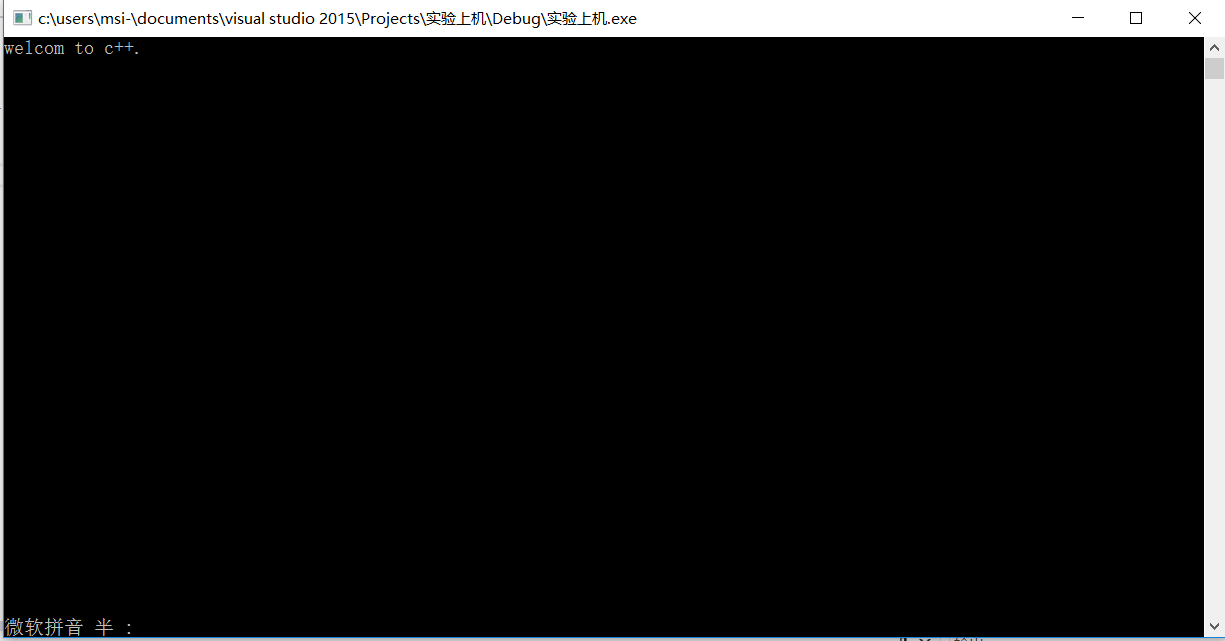 c:\users\msi-\documents\visual studio 2015\Projects\实验上机\Debug\实验上机.exe
welcom to c++.
微软拼音 半 :